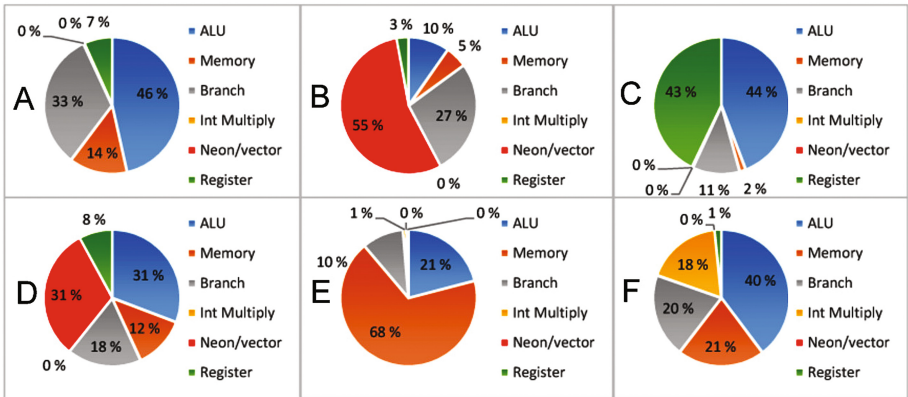 A
0 %
0 %
7 %
46 %
14 %
33 %
ALU
Memory
Branch
Int Multiply
Neon/vector
Register
B
3 %
10 %
5 %
27 %
0 %
55 %
ALU
Memory
Branch
Int Multiply
Neon/vector
Register
C
43 %
44 %
0 %
0 %
11 %
2 %
ALU
Memory
Branch
Int Multiply
Neon/vector
Register
D
8 %
31 %
31 %
12 %
18 %
0 %
ALU
Memory
Branch
Int Multiply
Neon/vector
Register
E
1 %
0 %
0 %
10 %
21 %
68 %
ALU
Memory
Branch
Int Multiply
Neon/vector
Register
F
0 %
1 %
18 %
40 %
20 %
21 %
ALU
Memory
Branch
Int Multiply
Neon/vector
Register